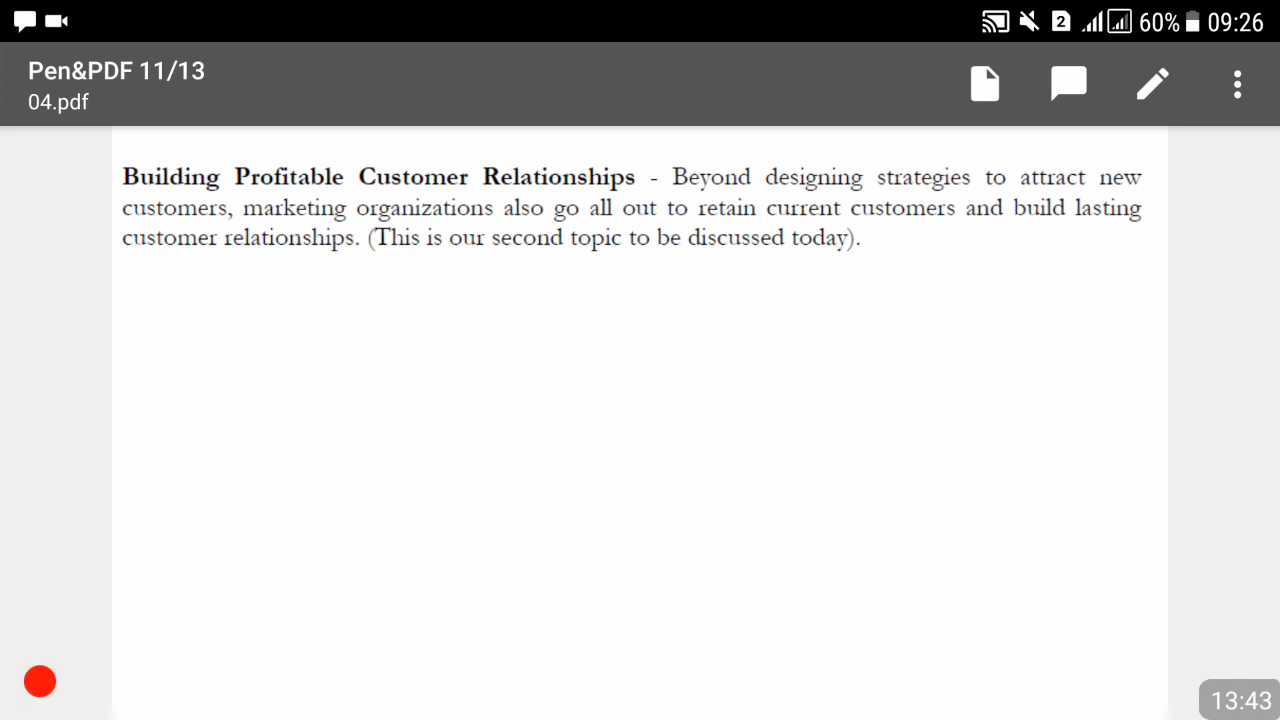 2 60% 09:26
Pen&PDF 11/13
04.pdf
Building Profitable Customer Relationships - Beyond designing strategies to attract new
customers, marketing organizations also go all out to retain current customers and build lasting
customer relationships. (This is our second topic to be discussed today).
13:43